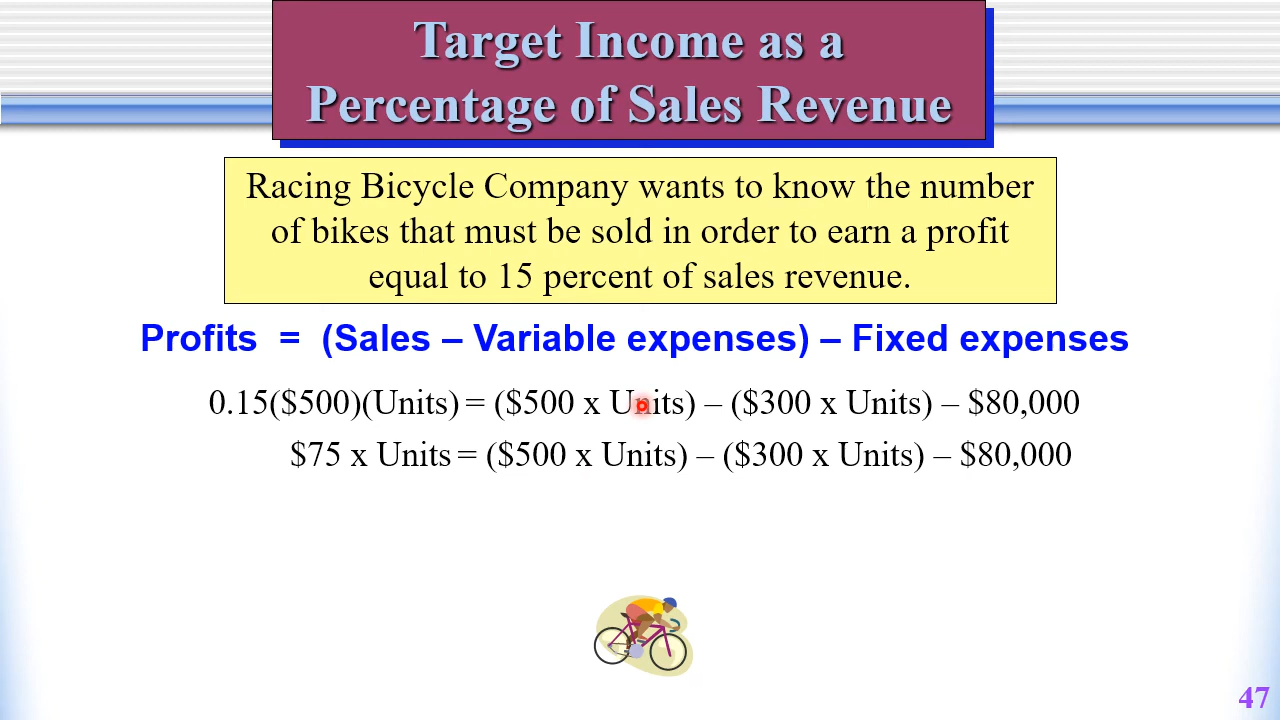 Target Income as a
Percentage of Sales Revenue
Racing Bicycle Company wants to know the number
of bikes that must be sold in order to earn a profit
equal to 15 percent of sales revenue.
Profits = (Sales – Variable expenses) – Fixed expenses
0.15($500)(Units) = ($500 x Units) – ($300 x Units) – $80,000
$75 x Units = ($500 x Units) – ($300 x Units) – $80,000
47